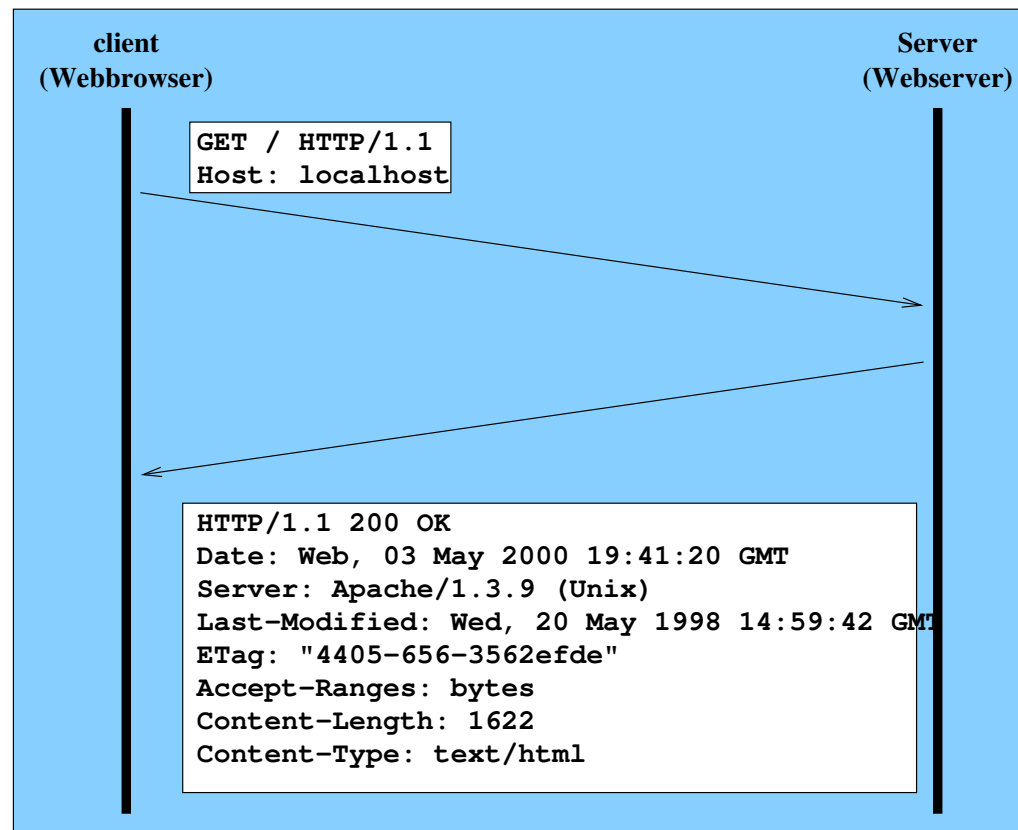 client
(Webbrowser)
Server
(Webserver)
GET / HTTP/1.1
Host: localhost
HTTP/1.1 200 OK
Date: Web, 03 May 2000 19:41:20 GMT
Server: Apache/1.3.9 (Unix)
Last-Modified: Wed, 20 May 1998 14:59:42 GMT
ETag: "4405-656-3562efde"
Accept-Ranges: bytes
Content-Length: 1622
Content-Type: text/html